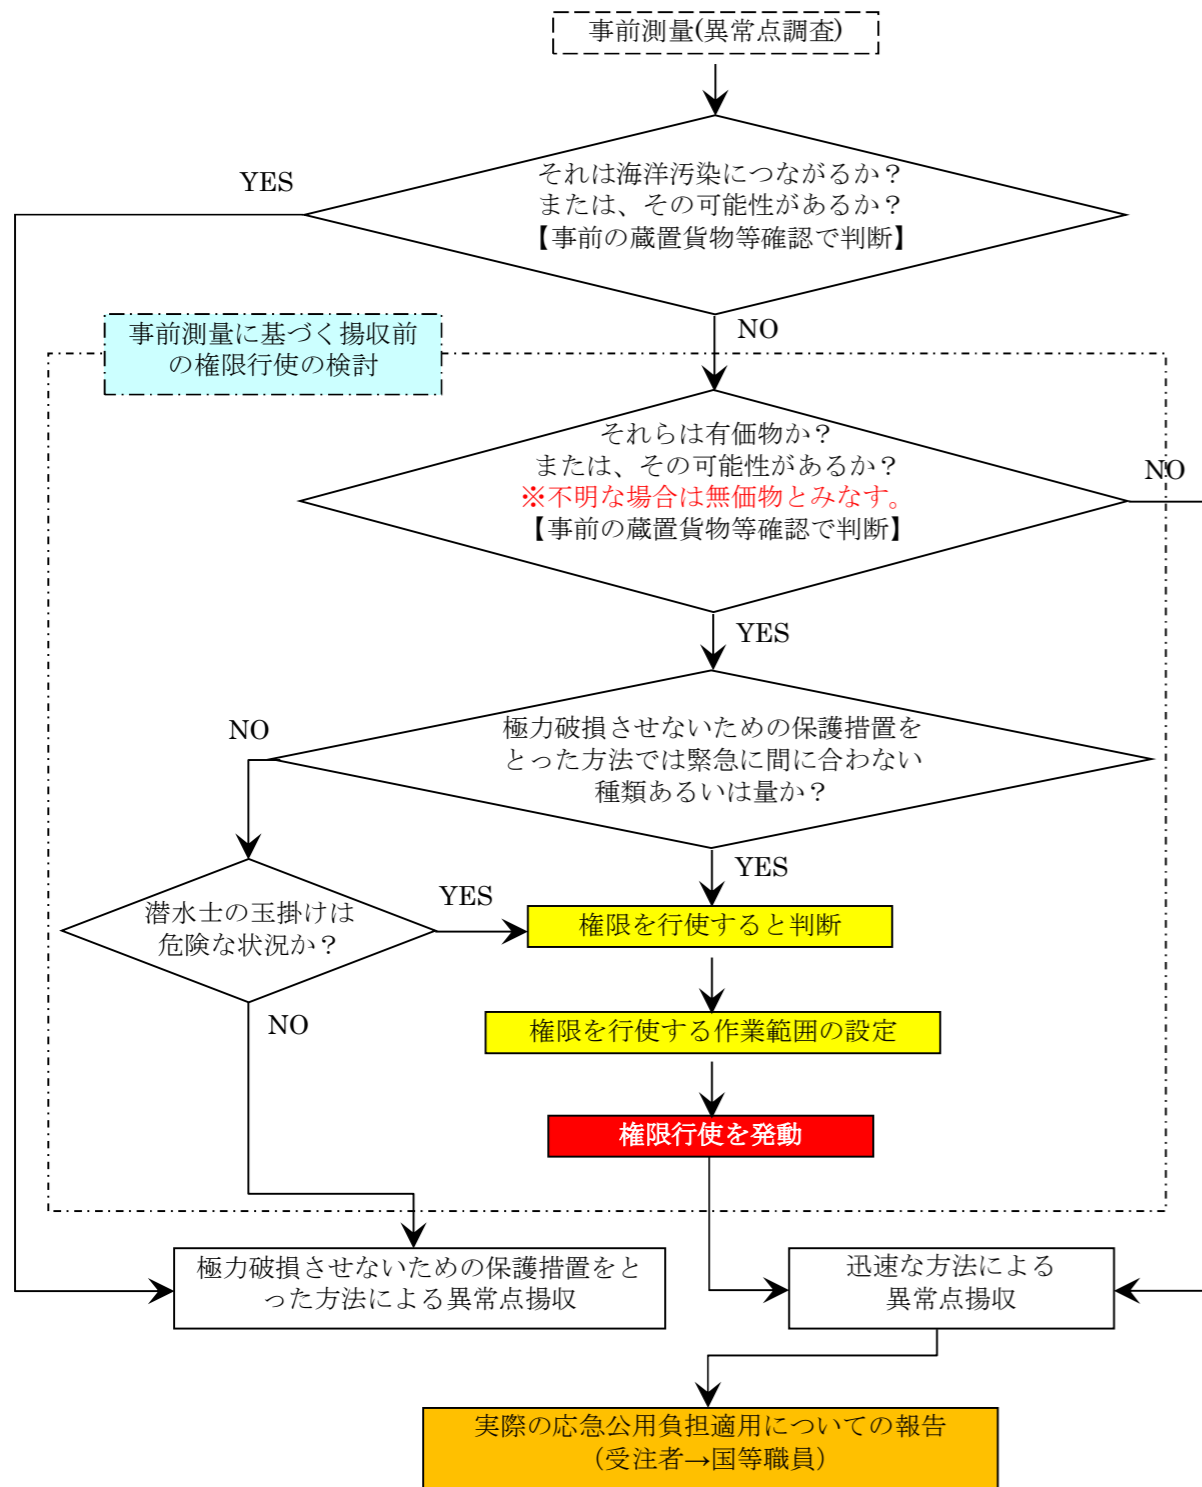 事前測量(異常点調査)
それは海洋汚染につながるか？
または、その可能性があるか？
【事前の蔵置貨物等確認で判断】
YES
NO
事前測量に基づく揚収前
の権限行使の検討
それらは有価物か？
または、その可能性があるか？
※不明な場合は無価物とみなす。
【事前の蔵置貨物等確認で判断】
NO
YES
極力破損させないための保護措置を
とった方法では緊急に間に合わない
種類あるいは量か？
NO
YES
潜水士の玉掛けは
危険な状況か？
YES
NO
権限を行使すると判断
権限を行使する作業範囲の設定
権限行使を発動
極力破損させないための保護措置をと
った方法による異常点揚収
迅速な方法による
異常点揚収
実際の応急公用負担適用についての報告
（受注者→国等職員）